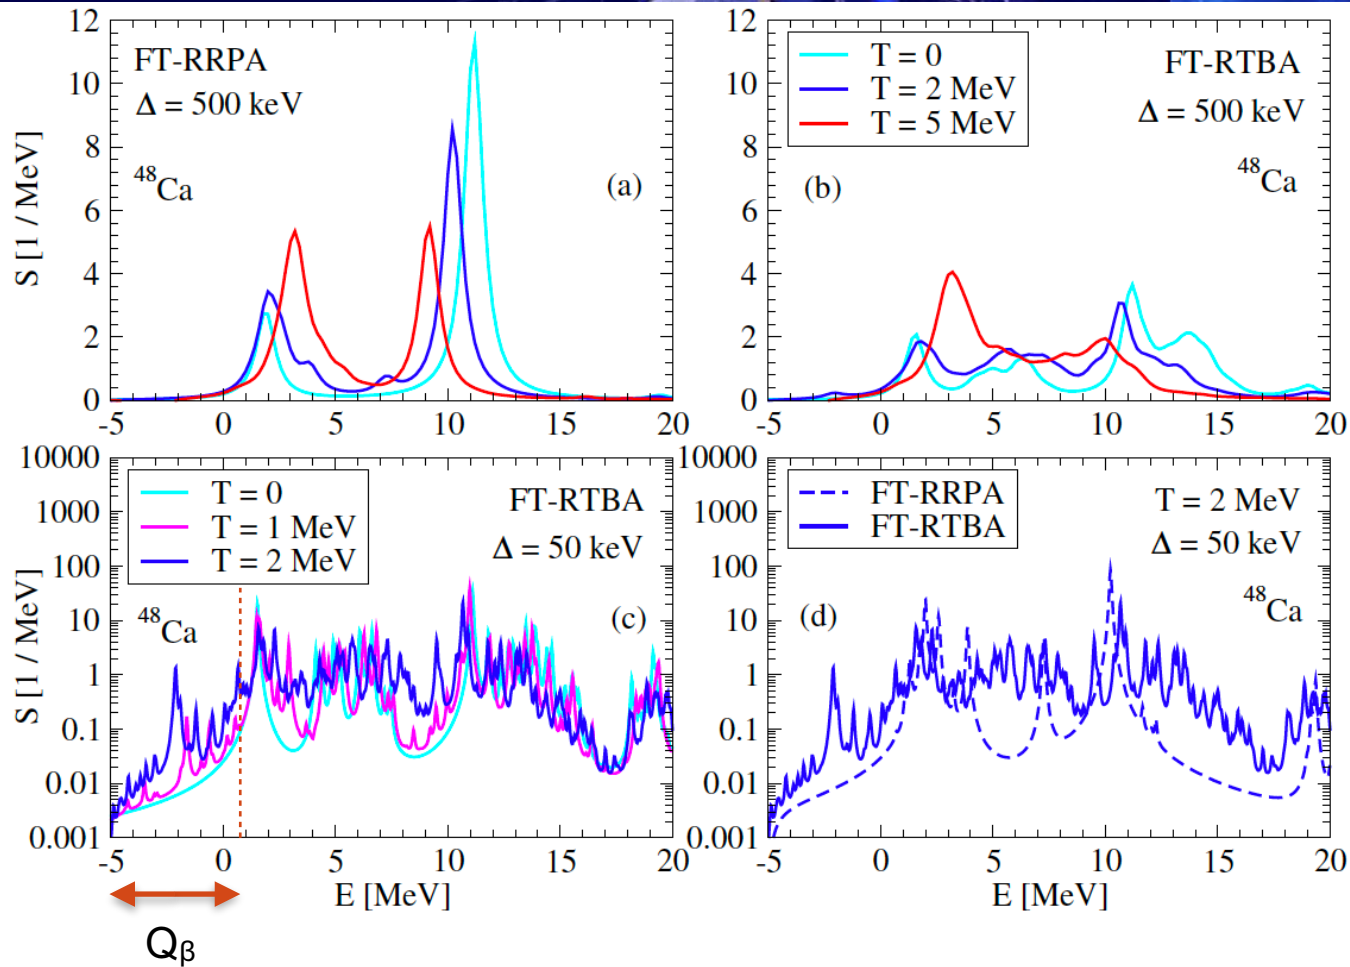 12
10
8
6
4
2
0
S [1 / MeV]
FT-RRPA
Δ = 500 keV
⁴⁸Ca
(a)
-5 0 5 10 15 20
12
10
8
6
4
2
0
T = 0
T = 2 MeV
T = 5 MeV
FT-RTBA
Δ = 500 keV
⁴⁸Ca
(b)
-5 0 5 10 15 20
10000
1000
100
10
1
0.1
0.01
0.001
S [1 / MeV]
T = 0
T = 1 MeV
T = 2 MeV
FT-RTBA
Δ = 50 keV
⁴⁸Ca
(c)
-5 0 5 10 15 20
E [MeV]
Qβ
10000
1000
100
10
1
0.1
0.01
0.001
FT-RRPA
FT-RTBA
T = 2 MeV
Δ = 50 keV
⁴⁸Ca
(d)
-5 0 5 10 15 20
E [MeV]